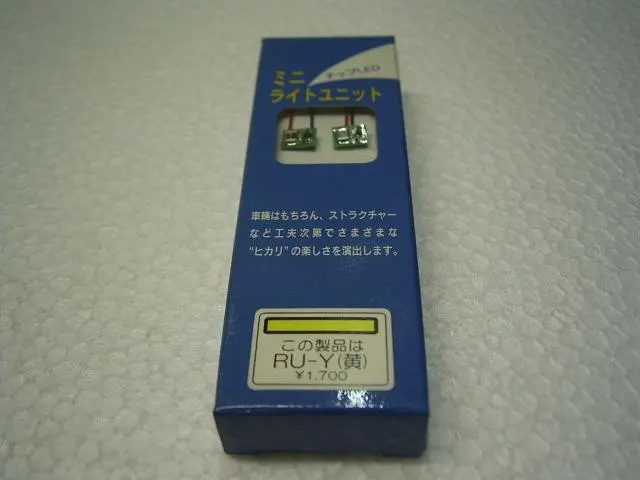 チップLED
ミニ
ライトユニット
車輛はもちろん、ストラクチャー
など工夫次第でさまざまな
“ヒカリ”の楽しさを演出します。
この製品は
RU-Y(黄)
¥1,700